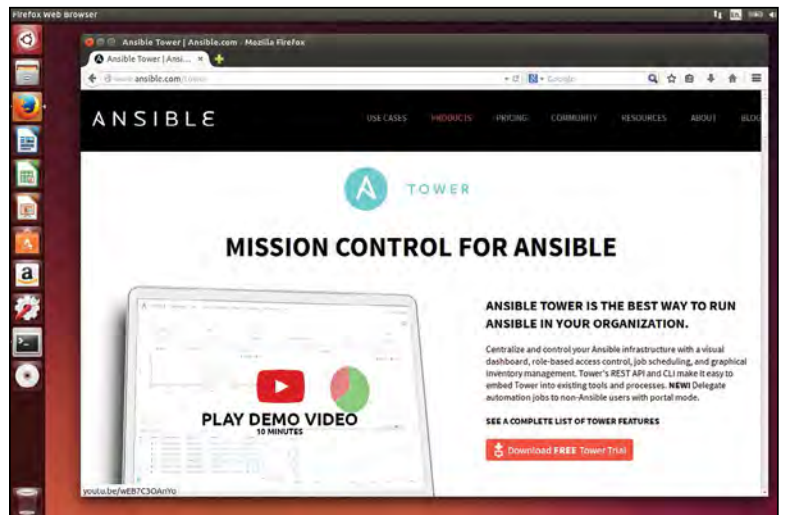 Firefox Web Browser
En
Ansible Tower | Ansible.com - Mozilla Firefox
Ansible Tower | Ansi... ×
www.ansible.com/tower
Google
ANSIBLE
USE CASES PRODUCTS PRICING COMMUNITY RESOURCES ABOUT BLOG
A TOWER
MISSION CONTROL FOR ANSIBLE
ANSIBLE TOWER IS THE BEST WAY TO RUN
ANSIBLE IN YOUR ORGANIZATION.
Centralize and control your Ansible infrastructure with a visual
dashboard, role-based access control, job scheduling, and graphical
inventory management. Tower's REST API and CLI make it easy to
embed Tower into existing tools and processes. NEW! Delegate
automation jobs to non-Ansible users with portal mode.
SEE A COMPLETE LIST OF TOWER FEATURES
Download FREE Tower Trial
PLAY DEMO VIDEO
10 MINUTES
youtu.be/wEB7C3OAnYo